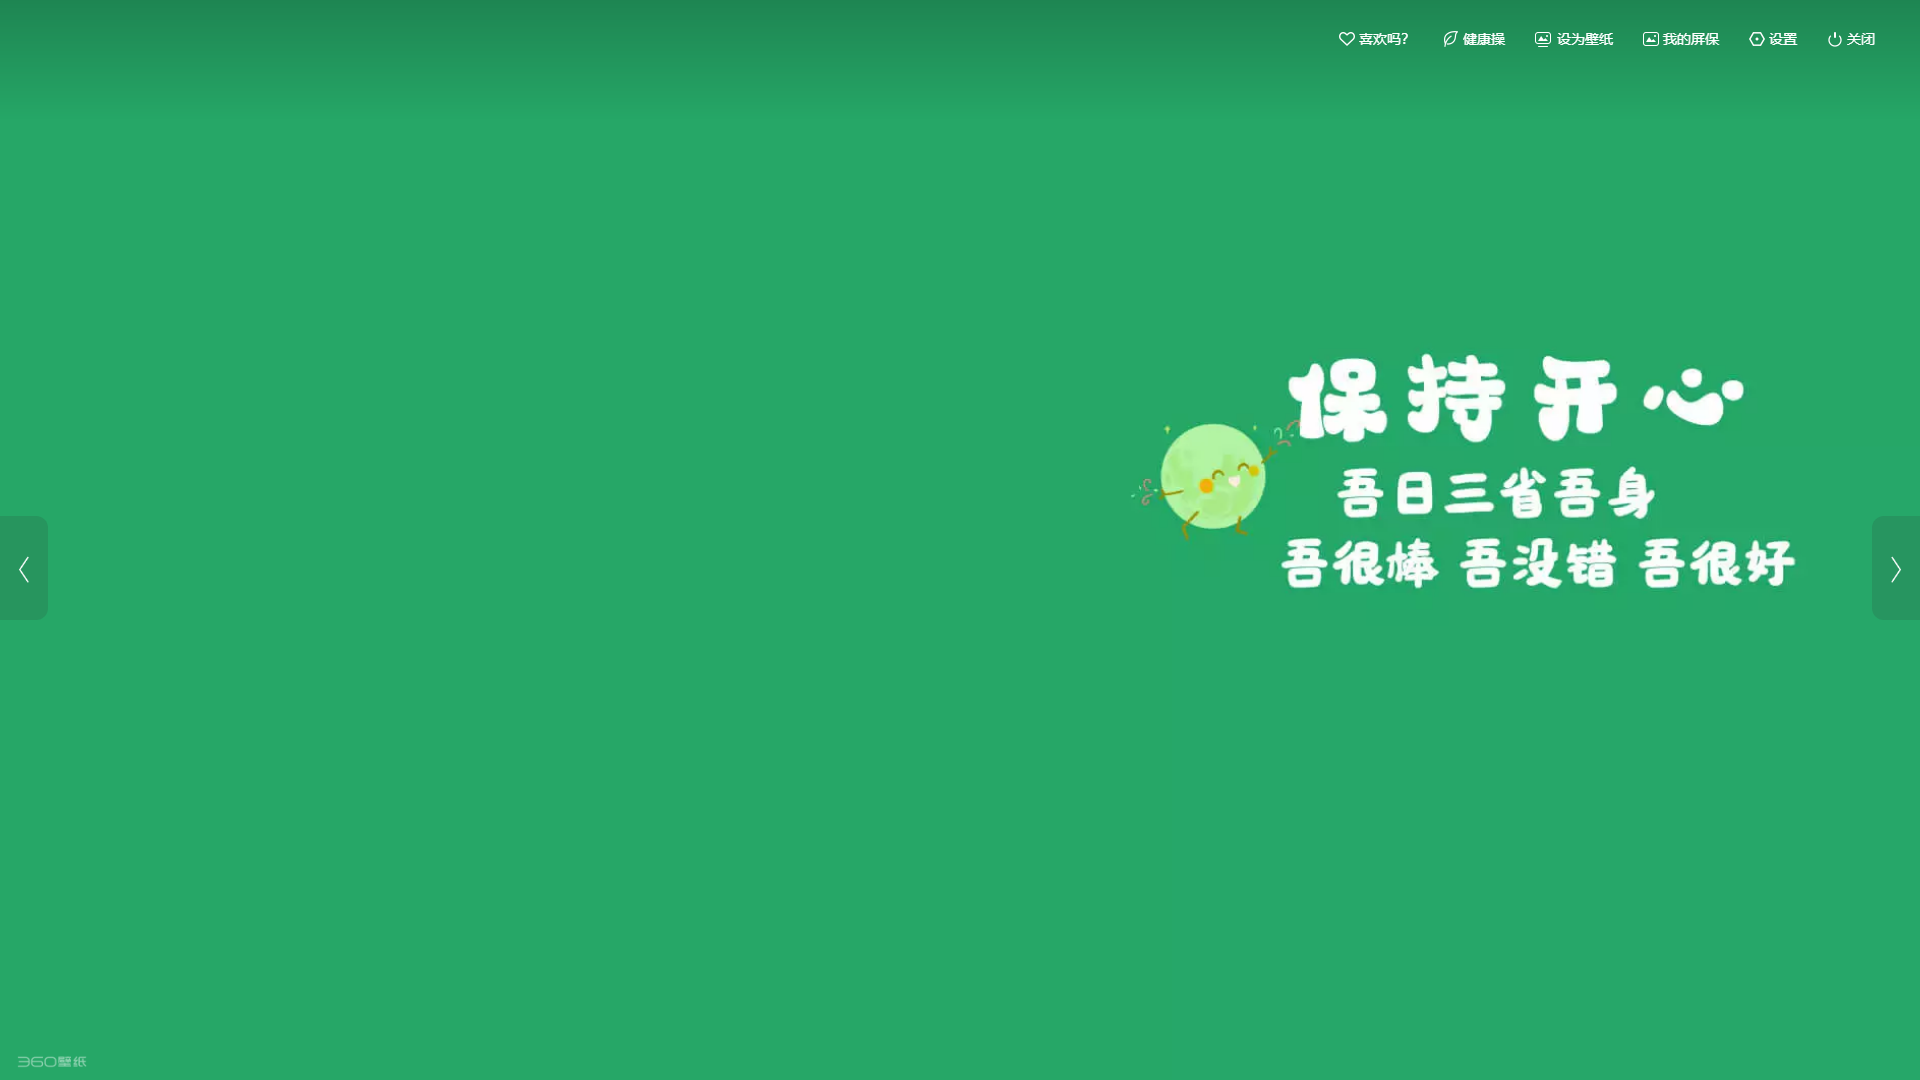 喜欢吗?
健康操
设为壁纸
我的屏保
设置
关闭
保持开心
吾日三省吾身
吾很棒 吾没错 吾很好
360壁纸